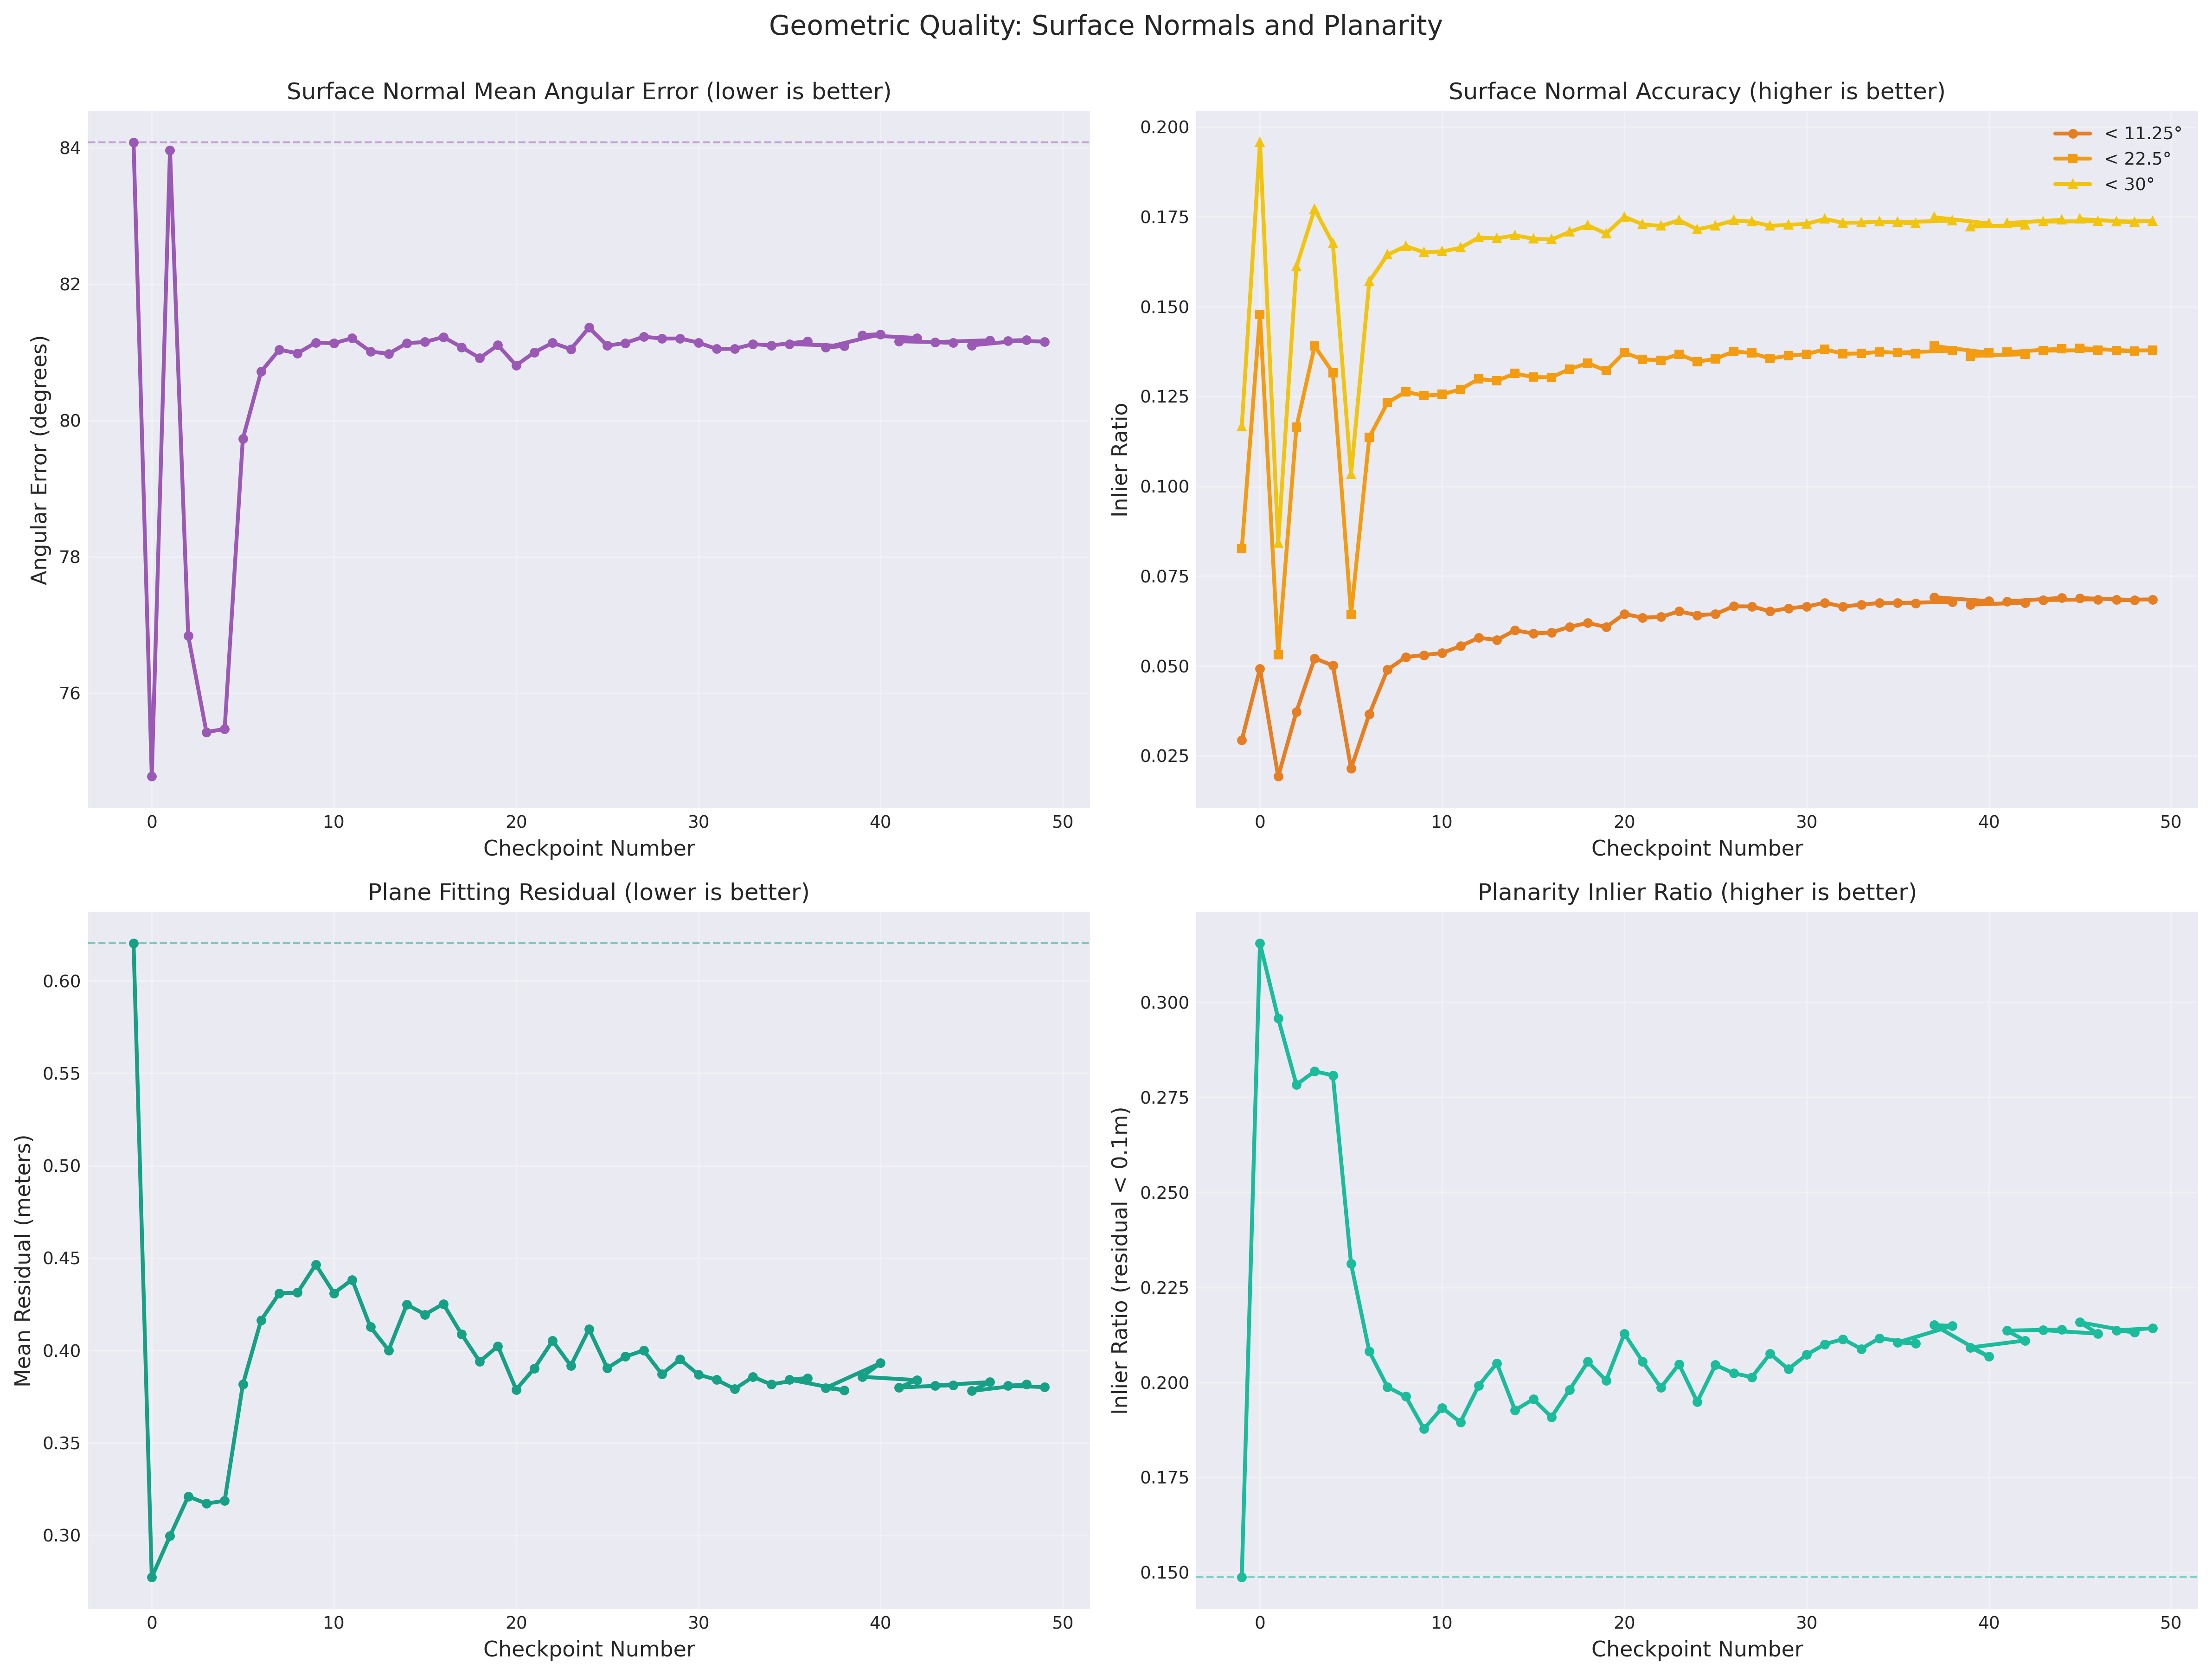 Geometric Quality: Surface Normals and Planarity
Surface Normal Mean Angular Error (lower is better)
84
82
80
78
76
Angular Error (degrees)
0 10 20 30 40 50
Checkpoint Number
Surface Normal Accuracy (higher is better)
< 11.25°
< 22.5°
< 30°
0.200
0.175
0.150
0.125
0.100
0.075
0.050
0.025
Inlier Ratio
0 10 20 30 40 50
Checkpoint Number
Plane Fitting Residual (lower is better)
0.60
0.55
0.50
0.45
0.40
0.35
0.30
Mean Residual (meters)
0 10 20 30 40 50
Checkpoint Number
Planarity Inlier Ratio (higher is better)
0.300
0.275
0.250
0.225
0.200
0.175
0.150
Inlier Ratio (residual < 0.1m)
0 10 20 30 40 50
Checkpoint Number